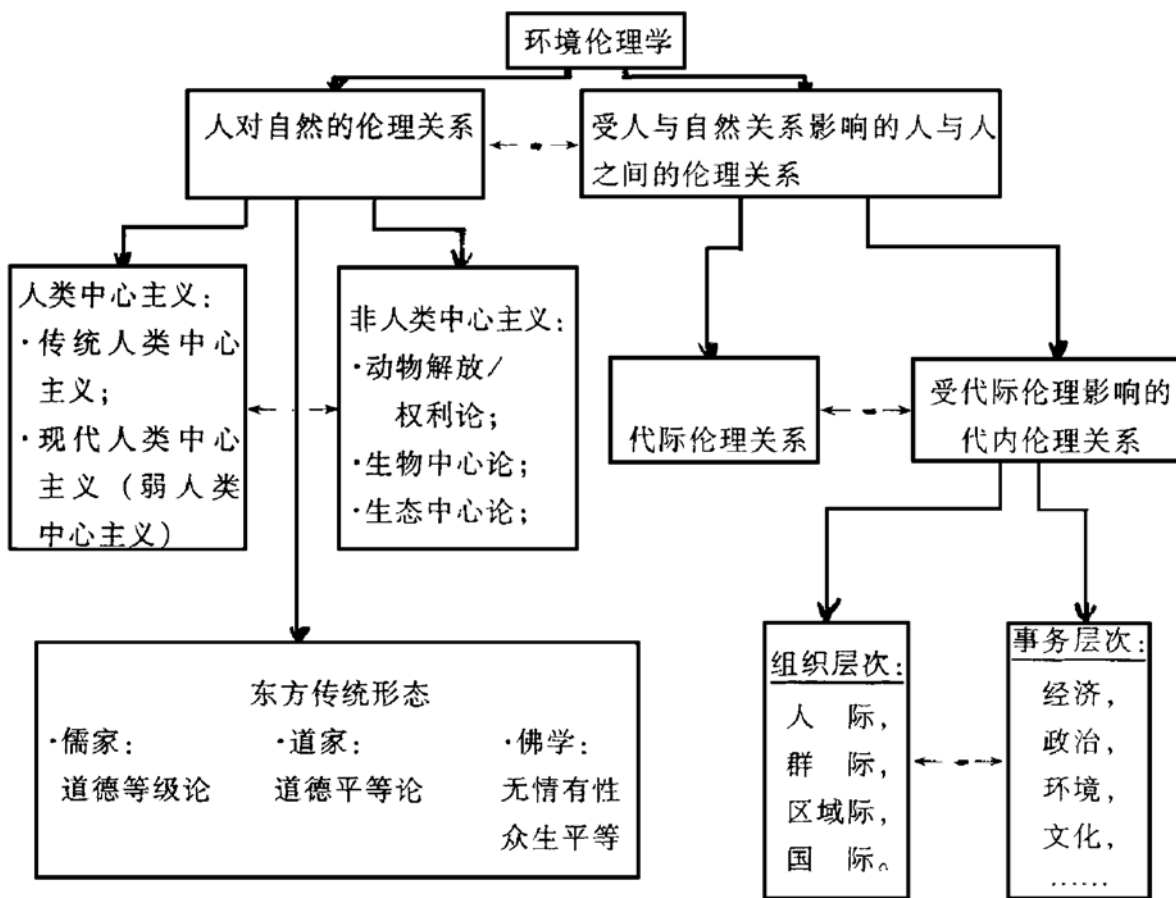 环境伦理学
人对自然的伦理关系
受人与自然关系影响的人与人
之间的伦理关系
人类中心主义：
·传统人类中心
主义；
·现代人类中心
主义（弱人类
中心主义）
非人类中心主义：
·动物解放/
权利论；
·生物中心论；
·生态中心论；
代际伦理关系
受代际伦理影响的
代内伦理关系
东方传统形态
·儒家：
道德等级论
·道家：
道德平等论
·佛学：
无情有性
众生平等
组织层次：
人 际，
群 际，
区域际，
国 际。
事务层次：
经济，
政治，
环境，
文化，
……